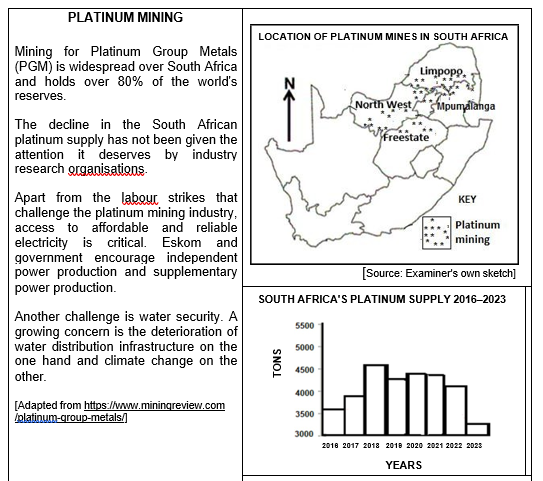 PLATINUM MINING
Mining for Platinum Group Metals
(PGM) is widespread over South Africa
and holds over 80% of the world's
reserves.
The decline in the South African
platinum supply has not been given the
attention it deserves by industry
research organisations.
Apart from the labour strikes that
challenge the platinum mining industry,
access to affordable and reliable
electricity is critical. Eskom and
government encourage independent
power production and supplementary
power production.
Another challenge is water security. A
growing concern is the deterioration of
water distribution infrastructure on the
one hand and climate change on the
other.
[Adapted from https://www.miningreview.com
/platinum-group-metals/]
LOCATION OF PLATINUM MINES IN SOUTH AFRICA
N
Limpopo
North West
Mpumalanga
Freestate
KEY
Platinum
mining
[Source: Examiner's own sketch]
SOUTH AFRICA'S PLATINUM SUPPLY 2016–2023
TONS
5500
5000
4500
4000
3500
3000
2016 2017 2018 2019 2020 2021 2022 2023
YEARS